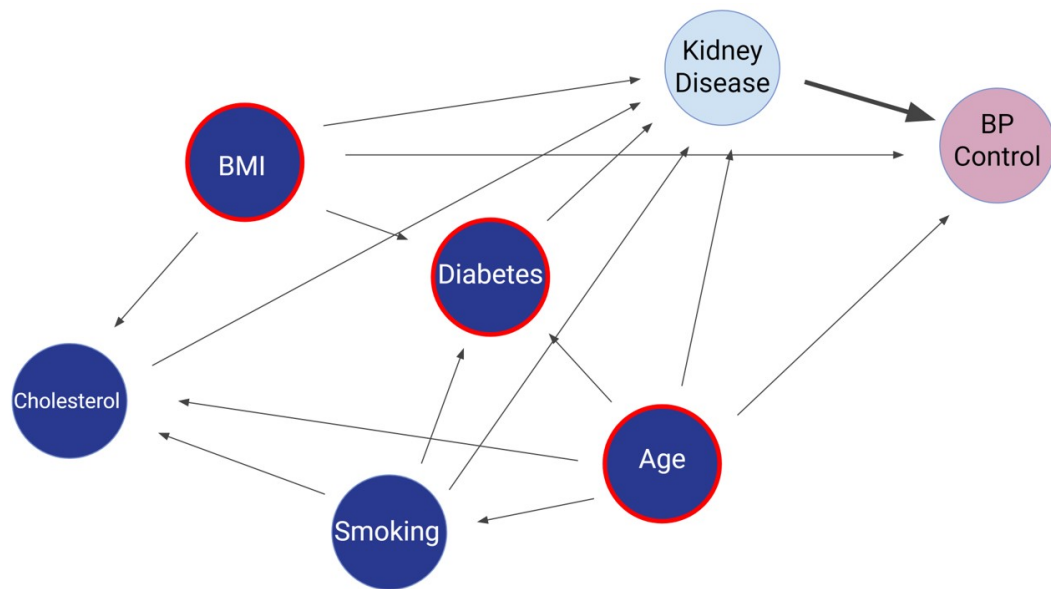 Kidney
Disease
BP
Control
BMI
Diabetes
Cholesterol
Age
Smoking